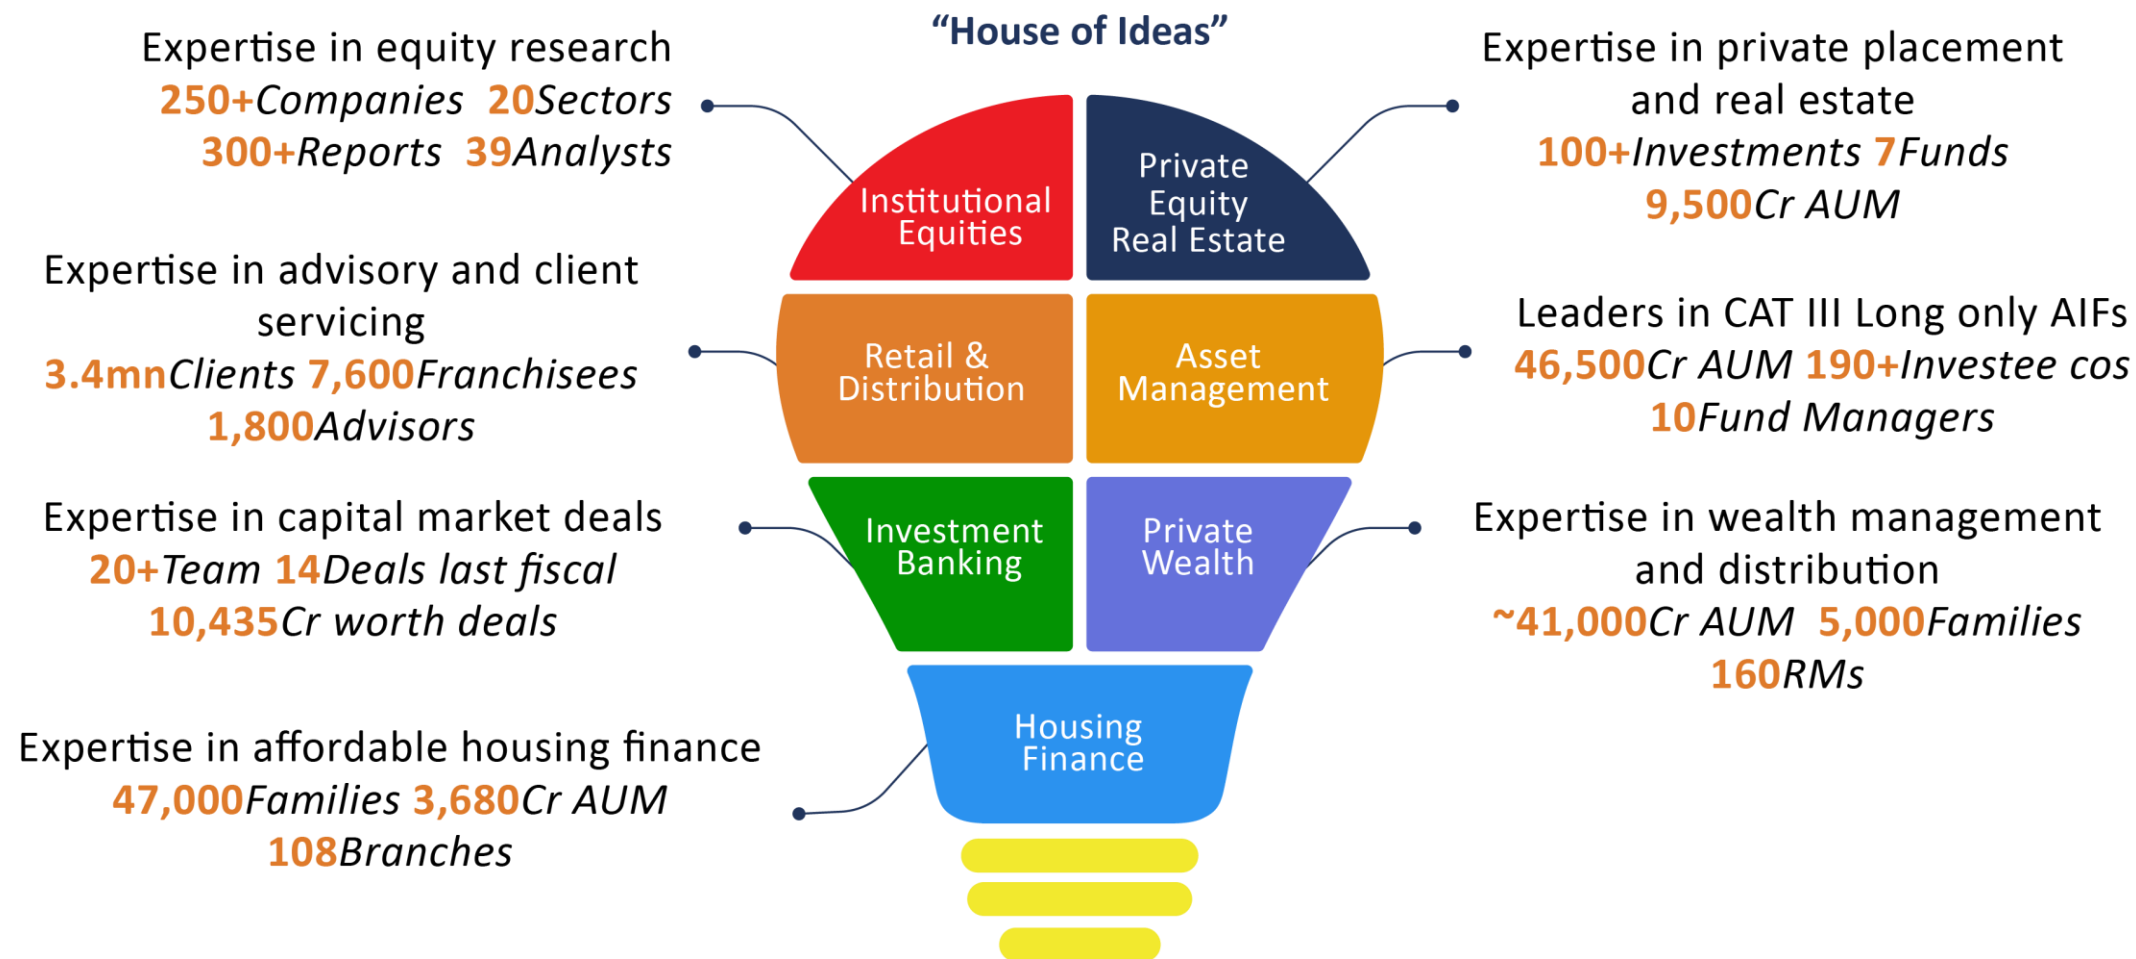 “House of Ideas”
Expertise in equity research
250+Companies 20Sectors
300+Reports 39Analysts
Expertise in advisory and client
servicing
3.4mnClients 7,600Franchisees
1,800Advisors
Expertise in capital market deals
20+Team 14Deals last fiscal
10,435Cr worth deals
Expertise in affordable housing finance
47,000Families 3,680Cr AUM
108Branches
Institutional
Equities
Private
Equity
Real Estate
Retail &
Distribution
Asset
Management
Investment
Banking
Private
Wealth
Housing
Finance
Expertise in private placement
and real estate
100+Investments 7Funds
9,500Cr AUM
Leaders in CAT III Long only AIFs
46,500Cr AUM 190+Investee cos
10Fund Managers
Expertise in wealth management
and distribution
~41,000Cr AUM 5,000Families
160RMs